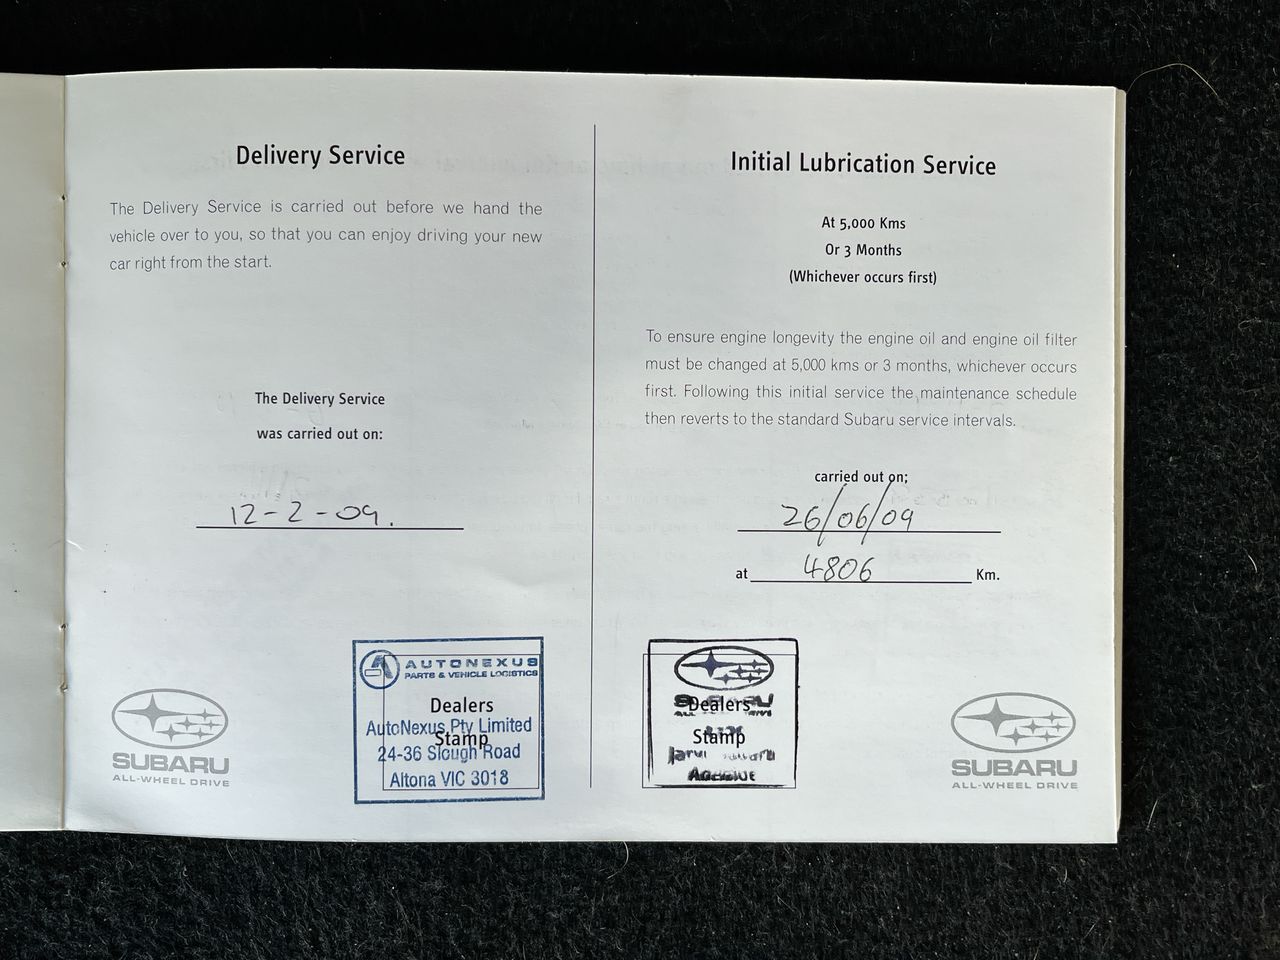 Delivery Service
The Delivery Service is carried out before we hand the
vehicle over to you, so that you can enjoy driving your new
car right from the start.
The Delivery Service
was carried out on:
12-2-09.
SUBARU
ALL-WHEEL DRIVE
AUTONEXUS
PARTS & VEHICLE LOGISTICS
Dealers
AutoNexus Pty Limited
Stamp
24-36 Slough Road
Altona VIC 3018
Initial Lubrication Service
At 5,000 Kms
Or 3 Months
(Whichever occurs first)
To ensure engine longevity the engine oil and engine oil filter
must be changed at 5,000 kms or 3 months, whichever occurs
first. Following this initial service the maintenance schedule
then reverts to the standard Subaru service intervals.
carried out on;
26/06/09
at 4806 Km.
Dealers
Stamp
SUBARU
ALL-WHEEL DRIVE